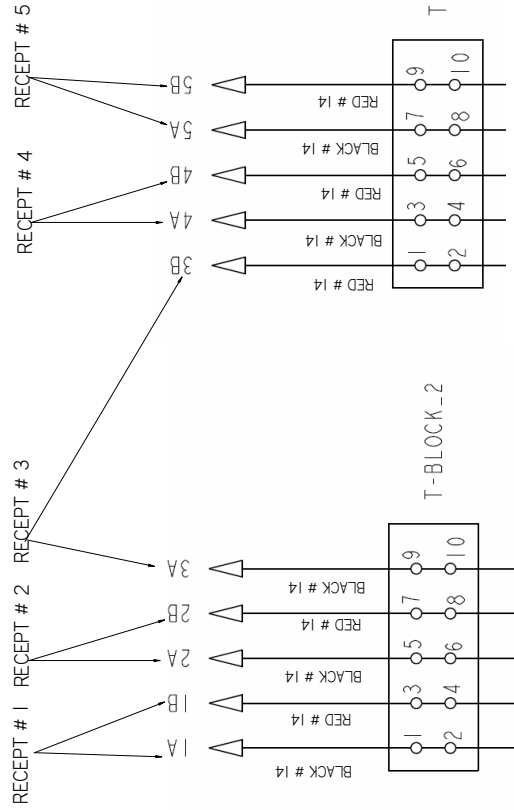 RECEPT # 1
RECEPT # 2
RECEPT # 3
RECEPT # 4
RECEPT # 5
1A
1B
2A
2B
3A
3B
4A
4B
5A
5B
BLACK # 14
RED # 14
BLACK # 14
RED # 14
BLACK # 14
RED # 14
BLACK # 14
RED # 14
BLACK # 14
RED # 14
1 3 5 7 9
2 4 6 8 10
T-BLOCK_2
1 3 5 7 9
2 4 6 8 10
T